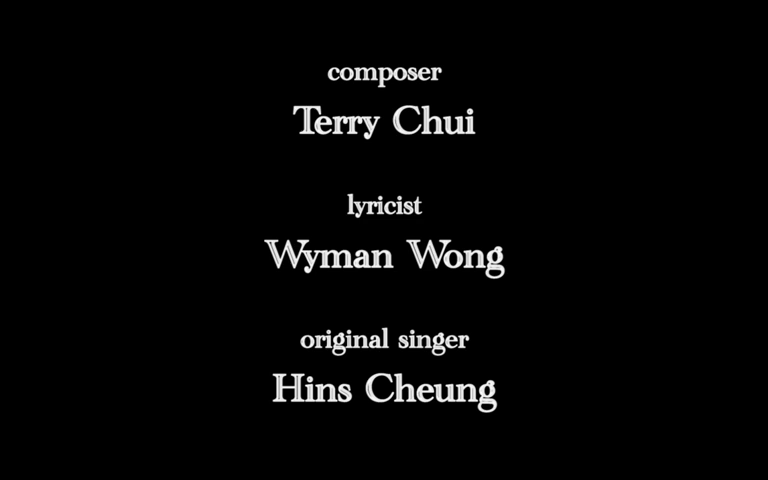 composer
Terry Chui
lyricist
Wyman Wong
original singer
Hins Cheung